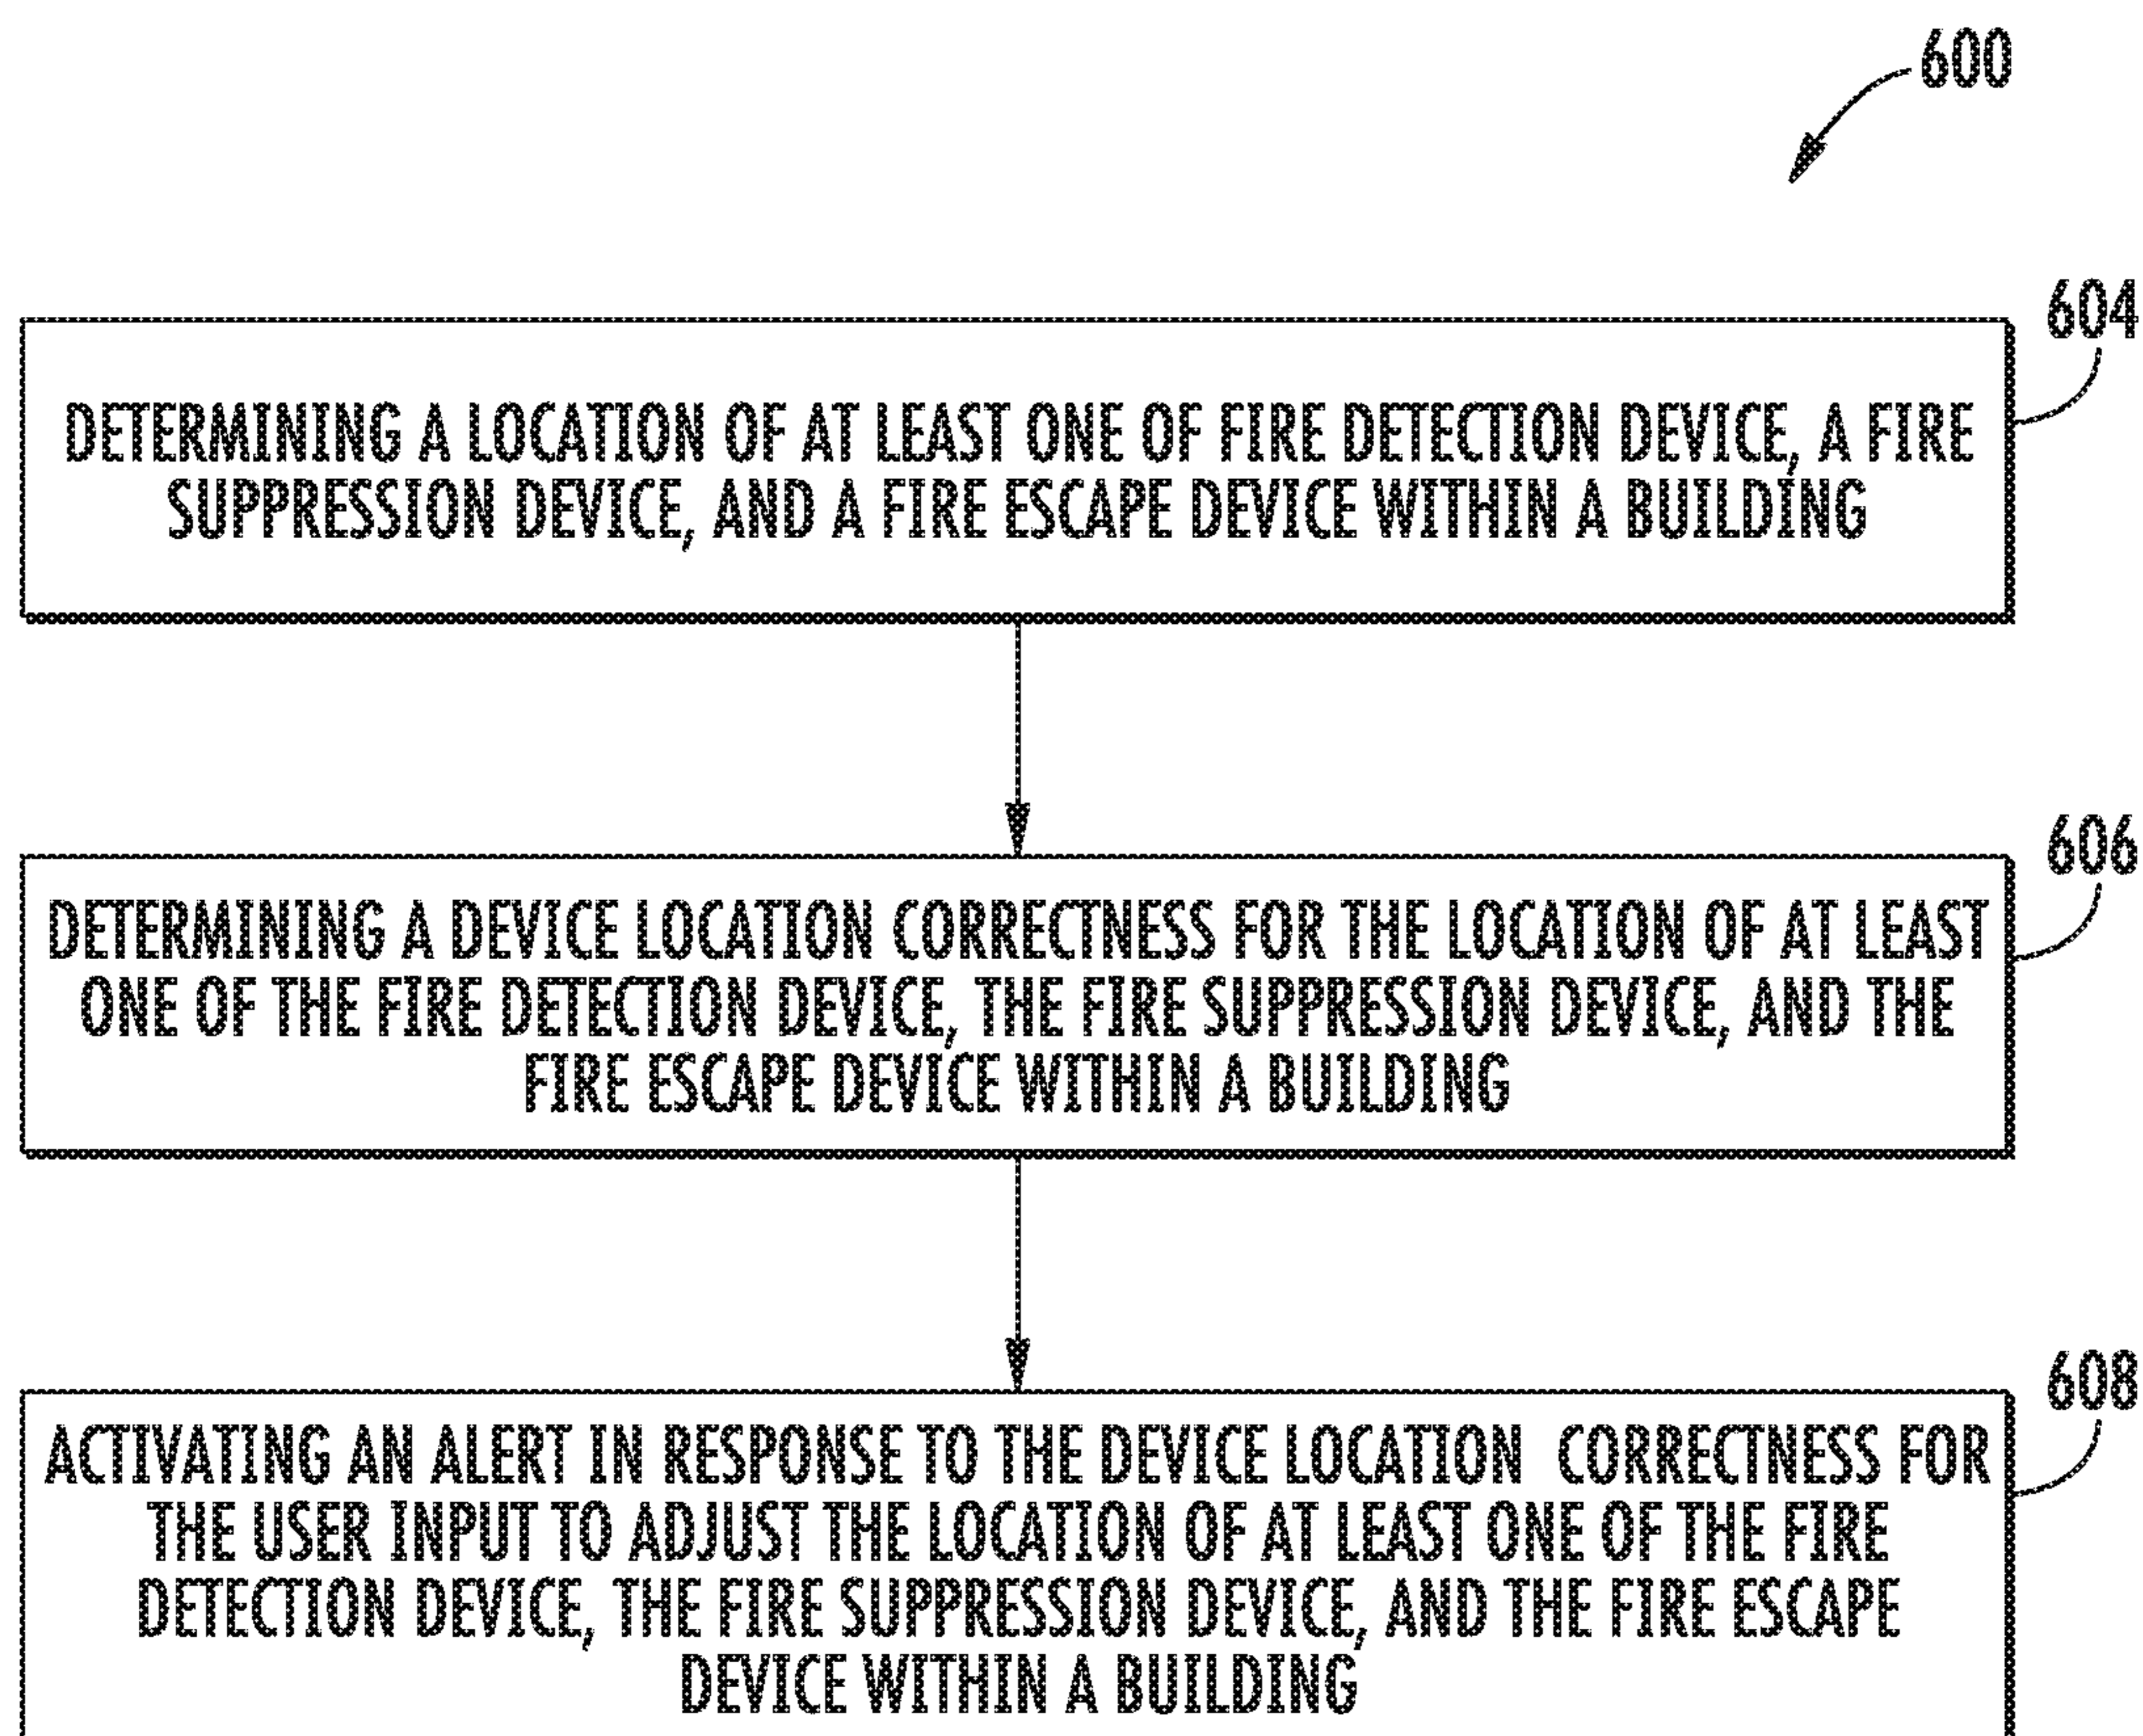 600
604
DETERMINING A LOCATION OF AT LEAST ONE OF FIRE DETECTION DEVICE, A FIRE
SUPPRESSION DEVICE, AND A FIRE ESCAPE DEVICE WITHIN A BUILDING
606
DETERMINING A DEVICE LOCATION CORRECTNESS FOR THE LOCATION OF AT LEAST
ONE OF THE FIRE DETECTION DEVICE, THE FIRE SUPPRESSION DEVICE, AND THE
FIRE ESCAPE DEVICE WITHIN A BUILDING
608
ACTIVATING AN ALERT IN RESPONSE TO THE DEVICE LOCATION CORRECTNESS FOR
THE USER INPUT TO ADJUST THE LOCATION OF AT LEAST ONE OF THE FIRE
DETECTION DEVICE, THE FIRE SUPPRESSION DEVICE, AND THE FIRE ESCAPE
DEVICE WITHIN A BUILDING